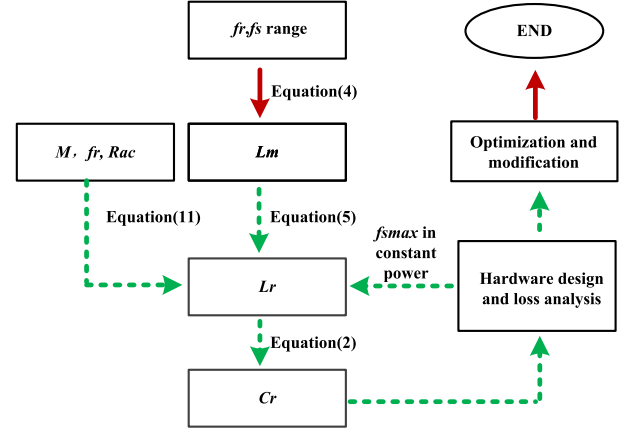 fr,fs range
END
Equation(4)
M，fr, Rac
Lm
Optimization and
modification
Equation(11)
Equation(5)
fsmax in
constant
power
Lr
Hardware design
and loss analysis
Equation(2)
Cr